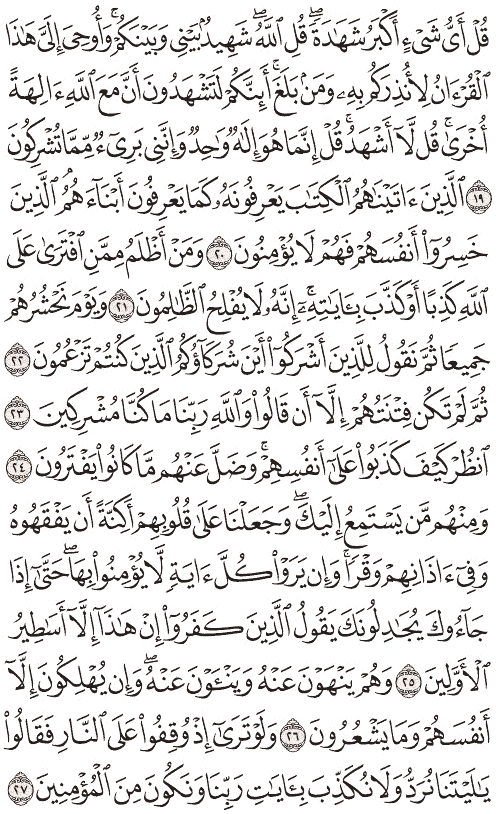 قُلْ أَىُّ شَىْءٍ أَكْبَرُ شَهَٰدَةً ۖ قُلِ ٱللَّهُ ۖ شَهِيدٌۢ بَيْنِى وَبَيْنَكُمْ ۚ وَأُوحِىَ إِلَىَّ هَٰذَا
ٱلْقُرْءَانُ لِأُنذِرَكُم بِهِۦ وَمَنۢ بَلَغَ ۚ أَئِنَّكُمْ لَتَشْهَدُونَ أَنَّ مَعَ ٱللَّهِ ءَالِهَةً
أُخْرَىٰ ۚ قُل لَّآ أَشْهَدُ ۚ قُلْ إِنَّمَا هُوَ إِلَٰهٌ وَٰحِدٌ وَإِنَّنِى بَرِىٓءٌ مِّمَّا تُشْرِكُونَ
١٩ ٱلَّذِينَ ءَاتَيْنَٰهُمُ ٱلْكِتَٰبَ يَعْرِفُونَهُۥ كَمَا يَعْرِفُونَ أَبْنَآءَهُمُ ۘ ٱلَّذِينَ
خَسِرُوٓا۟ أَنفُسَهُمْ فَهُمْ لَا يُؤْمِنُونَ ٢٠ وَمَنْ أَظْلَمُ مِمَّنِ ٱفْتَرَىٰ عَلَى
ٱللَّهِ كَذِبًا أَوْ كَذَّبَ بِـَٔايَٰتِهِۦٓ ۗ إِنَّهُۥ لَا يُفْلِحُ ٱلظَّٰلِمُونَ ٢١ وَيَوْمَ نَحْشُرُهُمْ
جَمِيعًا ثُمَّ نَقُولُ لِلَّذِينَ أَشْرَكُوٓا۟ أَيْنَ شُرَكَآؤُكُمُ ٱلَّذِينَ كُنتُمْ تَزْعُمُونَ ٢٢
ثُمَّ لَمْ تَكُن فِتْنَتُهُمْ إِلَّآ أَن قَالُوا۟ وَٱللَّهِ رَبِّنَا مَا كُنَّا مُشْرِكِينَ ٢٣
ٱنظُرْ كَيْفَ كَذَبُوا۟ عَلَىٰٓ أَنفُسِهِمْ ۚ وَضَلَّ عَنْهُم مَّا كَانُوا۟ يَفْتَرُونَ ٢٤
وَمِنْهُم مَّن يَسْتَمِعُ إِلَيْكَ ۖ وَجَعَلْنَا عَلَىٰ قُلُوبِهِمْ أَكِنَّةً أَن يَفْقَهُوهُ
وَفِىٓ ءَاذَانِهِمْ وَقْرًا ۚ وَإِن يَرَوْا۟ كُلَّ ءَايَةٍ لَّا يُؤْمِنُوا۟ بِهَا ۚ حَتَّىٰٓ إِذَا
جَآءُوكَ يُجَٰدِلُونَكَ يَقُولُ ٱلَّذِينَ كَفَرُوٓا۟ إِنْ هَٰذَآ إِلَّآ أَسَٰطِيرُ
ٱلْأَوَّلِينَ ٢٥ وَهُمْ يَنْهَوْنَ عَنْهُ وَيَنْـَٔوْنَ عَنْهُ ۖ وَإِن يُهْلِكُونَ إِلَّآ
أَنفُسَهُمْ وَمَا يَشْعُرُونَ ٢٦ وَلَوْ تَرَىٰٓ إِذْ وُقِفُوا۟ عَلَى ٱلنَّارِ فَقَالُوا۟
يَٰلَيْتَنَا نُرَدُّ وَلَا نُكَذِّبَ بِـَٔايَٰتِ رَبِّنَا وَنَكُونَ مِنَ ٱلْمُؤْمِنِينَ ٢٧